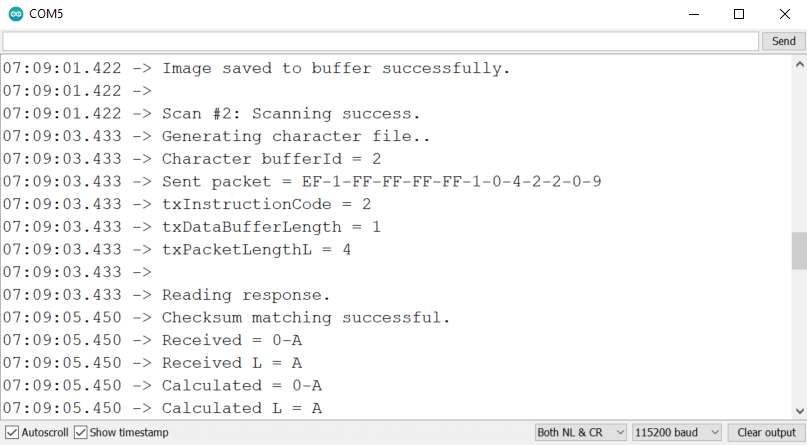 COM5
Send
07:09:01.422 -> Image saved to buffer successfully.
07:09:01.422 ->
07:09:01.422 -> Scan #2: Scanning success.
07:09:03.433 -> Generating character file..
07:09:03.433 -> Character bufferId = 2
07:09:03.433 -> Sent packet = EF-1-FF-FF-FF-FF-1-0-4-2-2-0-9
07:09:03.433 -> txInstructionCode = 2
07:09:03.433 -> txDataBufferLength = 1
07:09:03.433 -> txPacketLengthL = 4
07:09:03.433 ->
07:09:03.433 -> Reading response.
07:09:05.450 -> Checksum matching successful.
07:09:05.450 -> Received = 0-A
07:09:05.450 -> Received L = A
07:09:05.450 -> Calculated = 0-A
07:09:05.450 -> Calculated L = A
Autoscroll Show timestamp Both NL & CR 115200 baud Clear output